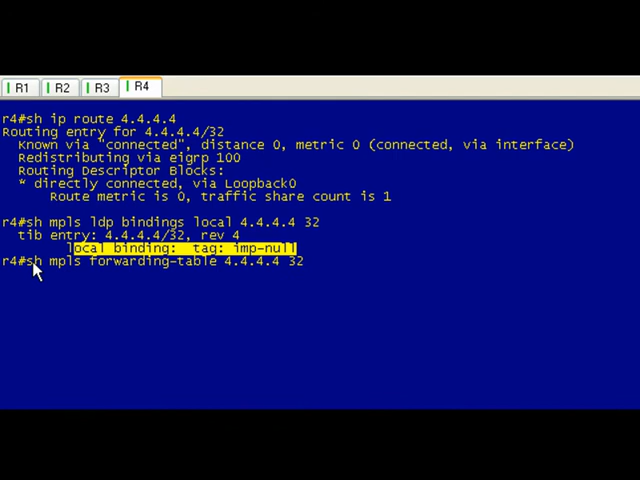 R1 R2 R3 R4
r4#sh ip route 4.4.4.4
Routing entry for 4.4.4.4/32
Known via "connected", distance 0, metric 0 (connected, via interface)
Redistributing via eigrp 100
Routing Descriptor Blocks:
* directly connected, via Loopback0
Route metric is 0, traffic share count is 1
r4#sh mpls ldp bindings local 4.4.4.4 32
tib entry: 4.4.4.4/32, rev 4
local binding: tag: imp-null
r4#sh mpls forwarding-table 4.4.4.4 32